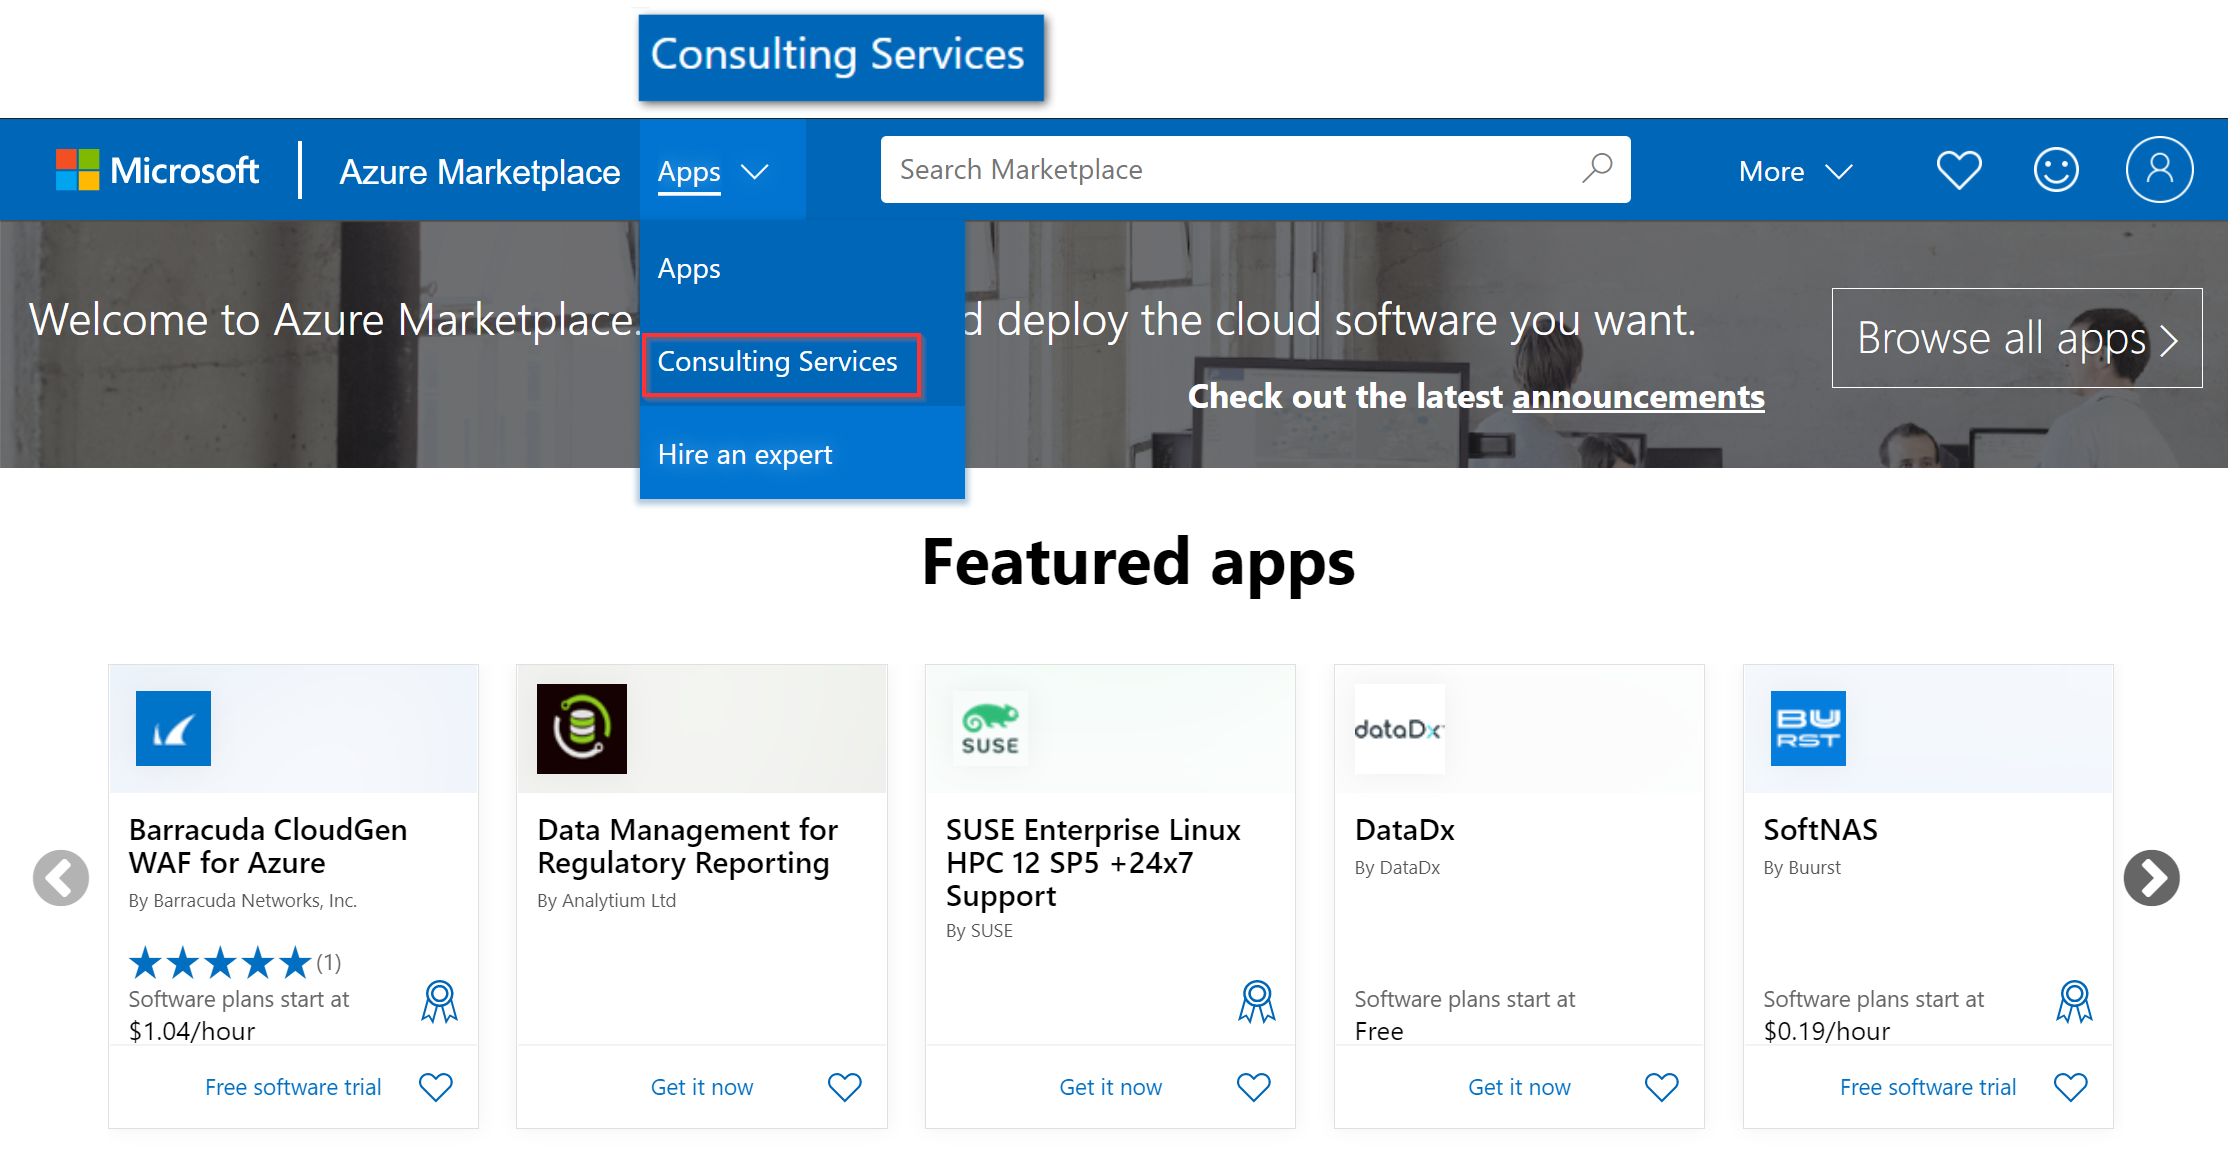 Consulting Services
Microsoft
Azure Marketplace
Apps
Search Marketplace
More
Apps
Consulting Services
Hire an expert
Welcome to Azure Marketplace.
d deploy the cloud software you want.
Check out the latest announcements
Browse all apps
Featured apps
SUSE
dataDx
BU
RST
Barracuda CloudGen
WAF for Azure
By Barracuda Networks, Inc.
(1)
Software plans start at
$1.04/hour
Free software trial
Data Management for
Regulatory Reporting
By Analytium Ltd
Get it now
SUSE Enterprise Linux
HPC 12 SP5 +24x7
Support
By SUSE
Get it now
DataDx
By DataDx
Software plans start at
Free
Get it now
SoftNAS
By Buurst
Software plans start at
$0.19/hour
Free software trial